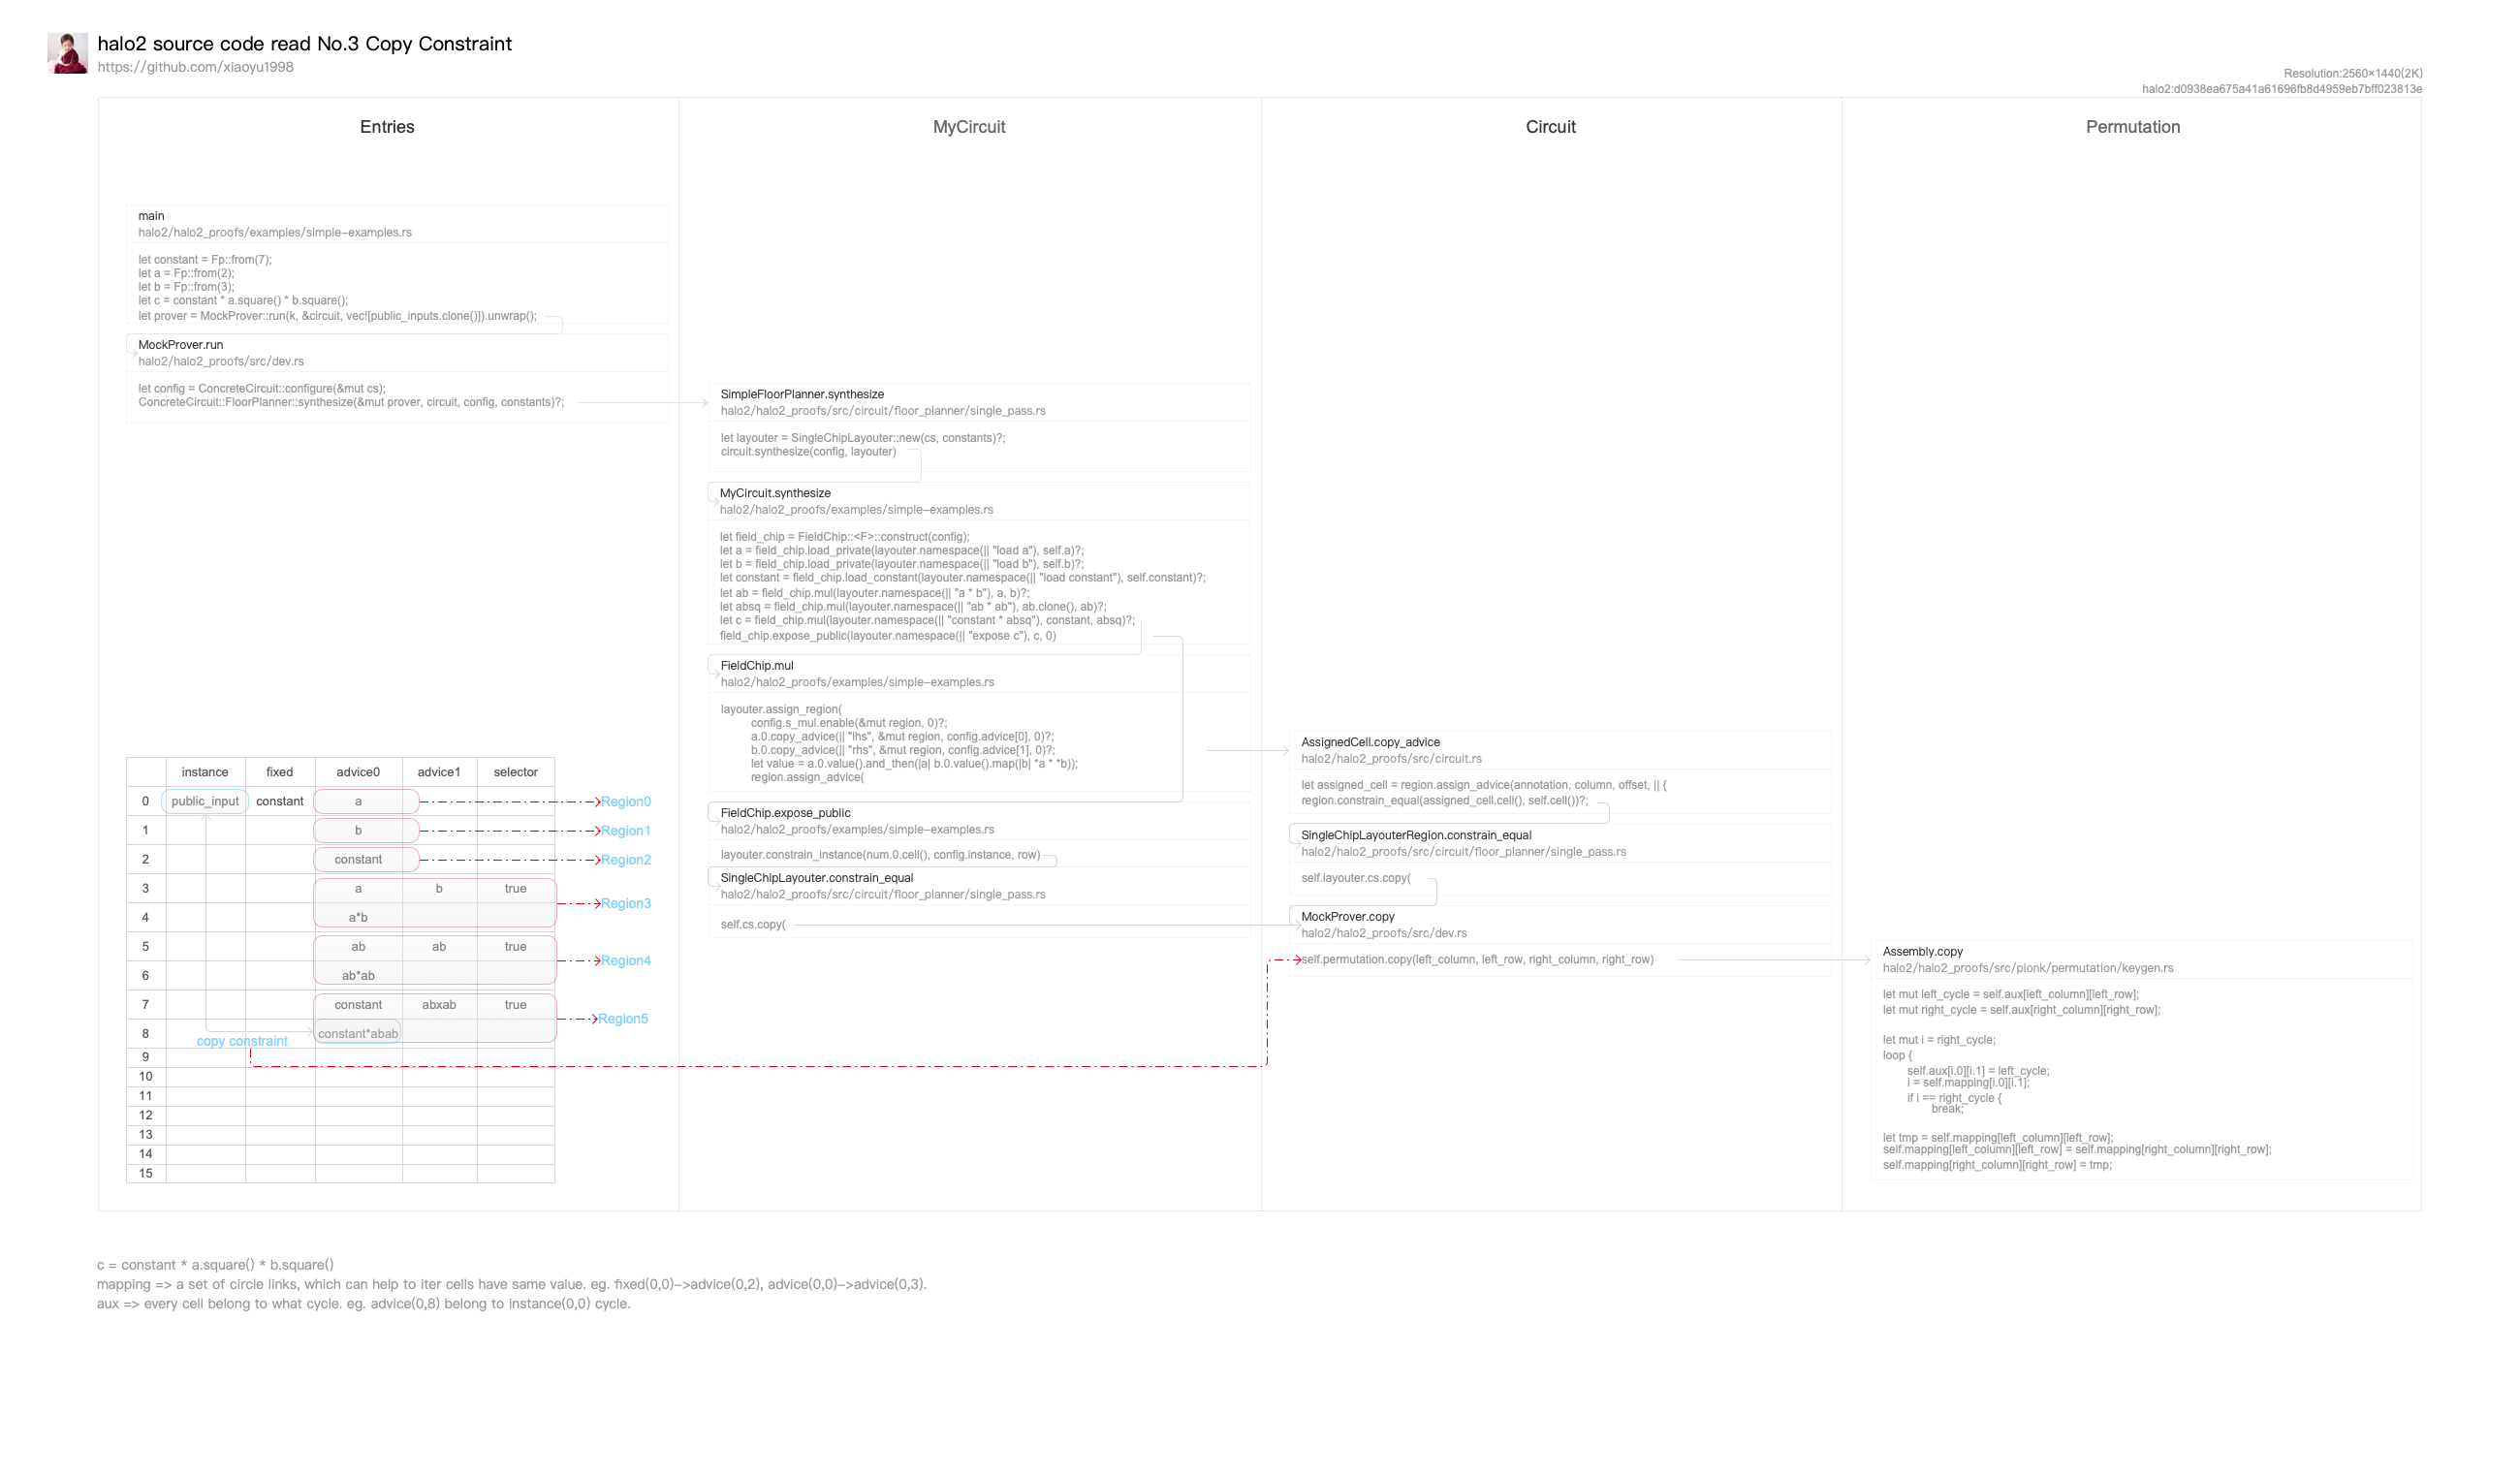 halo2 source code read No.3 Copy Constraint
https://github.com/xiaoyu1998
Resolution:2560×1440(2K)
halo2:d0938ea675a41a61696fb8d4959eb7bff023813e
Entries
main
halo2/halo2_proofs/examples/simple-examples.rs
let constant = Fp::from(7);
let a = Fp::from(2);
let b = Fp::from(3);
let c = constant * a.square() * b.square();
let prover = MockProver::run(k, &circuit, vec![public_inputs.clone()]).unwrap();
MockProver.run
halo2/halo2_proofs/src/dev.rs
let config = ConcreteCircuit::configure(&mut cs);
ConcreteCircuit::FloorPlanner::synthesize(&mut prover, circuit, config, constants)?;
instance fixed advice0 advice1 selector
0 public_input constant a Region0
1 b Region1
2 constant Region2
3 a b true
Region3
4 a*b
5 ab ab true
Region4
6 ab*ab
7 constant abxab true
Region5
8 constant*abab
copy constraint
9
10
11
12
13
14
15
MyCircuit
SimpleFloorPlanner.synthesize
halo2/halo2_proofs/src/circuit/floor_planner/single_pass.rs
let layouter = SingleChipLayouter::new(cs, constants)?;
circuit.synthesize(config, layouter)
MyCircuit.synthesize
halo2/halo2_proofs/examples/simple-examples.rs
let field_chip = FieldChip::<F>::construct(config);
let a = field_chip.load_private(layouter.namespace(|| "load a"), self.a)?;
let b = field_chip.load_private(layouter.namespace(|| "load b"), self.b)?;
let constant = field_chip.load_constant(layouter.namespace(|| "load constant"), self.constant)?;
let ab = field_chip.mul(layouter.namespace(|| "a * b"), a, b)?;
let absq = field_chip.mul(layouter.namespace(|| "ab * ab"), ab.clone(), ab)?;
let c = field_chip.mul(layouter.namespace(|| "constant * absq"), constant, absq)?;
field_chip.expose_public(layouter.namespace(|| "expose c"), c, 0)
FieldChip.mul
halo2/halo2_proofs/examples/simple-examples.rs
layouter.assign_region(
config.s_mul.enable(&mut region, 0)?;
a.0.copy_advice(|| "lhs", &mut region, config.advice[0], 0)?;
b.0.copy_advice(|| "rhs", &mut region, config.advice[1], 0)?;
let value = a.0.value().and_then(|a| b.0.value().map(|b| *a * *b));
region.assign_advice(
FieldChip.expose_public
halo2/halo2_proofs/examples/simple-examples.rs
layouter.constrain_instance(num.0.cell(), config.instance, row)
SingleChipLayouter.constrain_equal
halo2/halo2_proofs/src/circuit/floor_planner/single_pass.rs
self.cs.copy(
Circuit
AssignedCell.copy_advice
halo2/halo2_proofs/src/circuit.rs
let assigned_cell = region.assign_advice(annotation, column, offset, || {
region.constrain_equal(assigned_cell.cell(), self.cell())?;
SingleChipLayouterRegion.constrain_equal
halo2/halo2_proofs/src/circuit/floor_planner/single_pass.rs
self.layouter.cs.copy(
MockProver.copy
halo2/halo2_proofs/src/dev.rs
self.permutation.copy(left_column, left_row, right_column, right_row)
Permutation
Assembly.copy
halo2/halo2_proofs/src/plonk/permutation/keygen.rs
let mut left_cycle = self.aux[left_column][left_row];
let mut right_cycle = self.aux[right_column][right_row];
let mut i = right_cycle;
loop {
self.aux[i.0][i.1] = left_cycle;
i = self.mapping[i.0][i.1];
if i == right_cycle {
break;
let tmp = self.mapping[left_column][left_row];
self.mapping[left_column][left_row] = self.mapping[right_column][right_row];
self.mapping[right_column][right_row] = tmp;
c = constant * a.square() * b.square()
mapping => a set of circle links, which can help to iter cells have same value. eg. fixed(0,0)->advice(0,2), advice(0,0)->advice(0,3).
aux => every cell belong to what cycle. eg. advice(0,8) belong to instance(0,0) cycle.